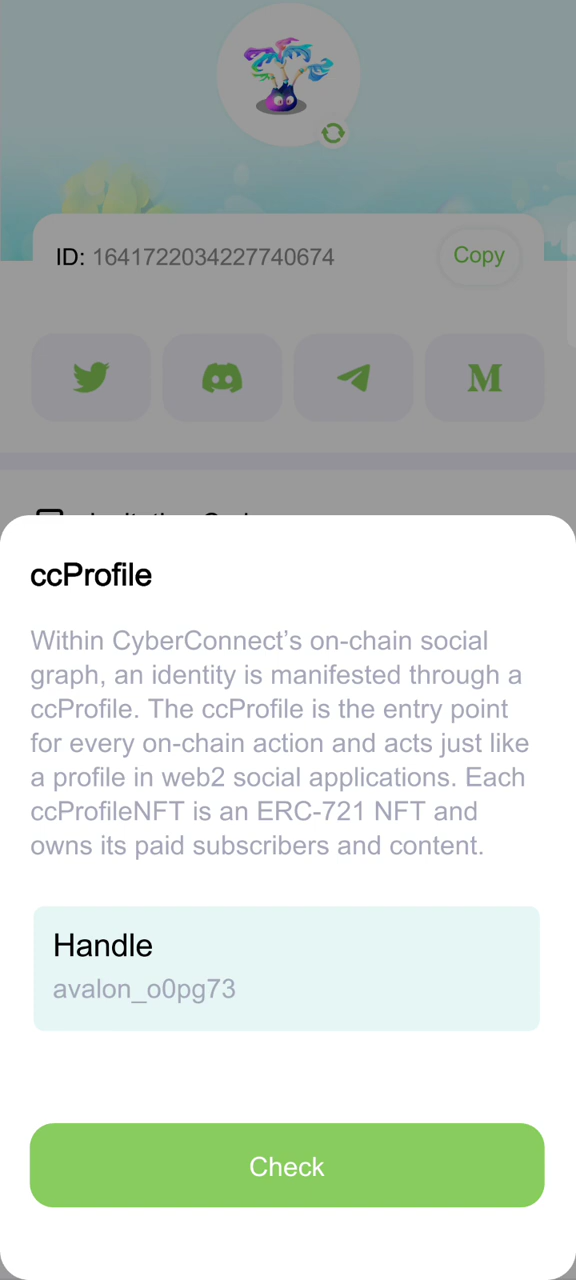 ID: 1641722034227740674
Copy
ccProfile
Within CyberConnect’s on-chain social
graph, an identity is manifested through a
ccProfile. The ccProfile is the entry point
for every on-chain action and acts just like
a profile in web2 social applications. Each
ccProfileNFT is an ERC-721 NFT and
owns its paid subscribers and content.
Handle
avalon_o0pg73
Check